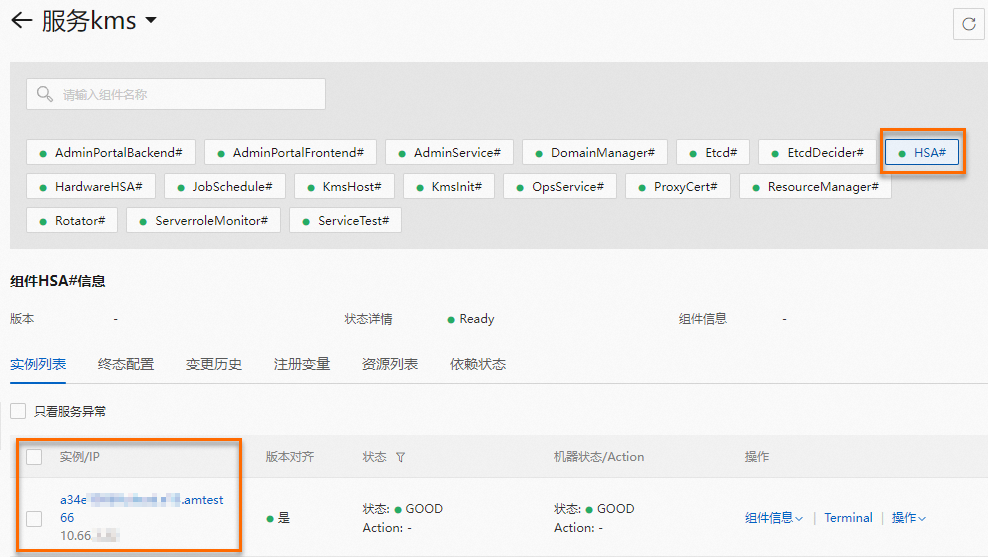 服务kms
请输入组件名称
AdminPortalBackend# AdminPortalFrontend# AdminService# DomainManager# Etcd# EtcdDecider# HSA#
HardwareHSA# JobSchedule# KmsHost# KmsInit# OpsService# ProxyCert# ResourceManager#
Rotator# ServerroleMonitor# ServiceTest#
组件HSA#信息
版本 - 状态详情 Ready 组件信息 -
实例列表 终态配置 变更历史 注册变量 资源列表 依赖状态
只看服务异常
实例/IP 版本对齐 状态 机器状态/Action 操作
a34e .amtest 状态: GOOD 状态: GOOD
66 是 组件信息 | Terminal | 操作
10.66. Action: - Action: -